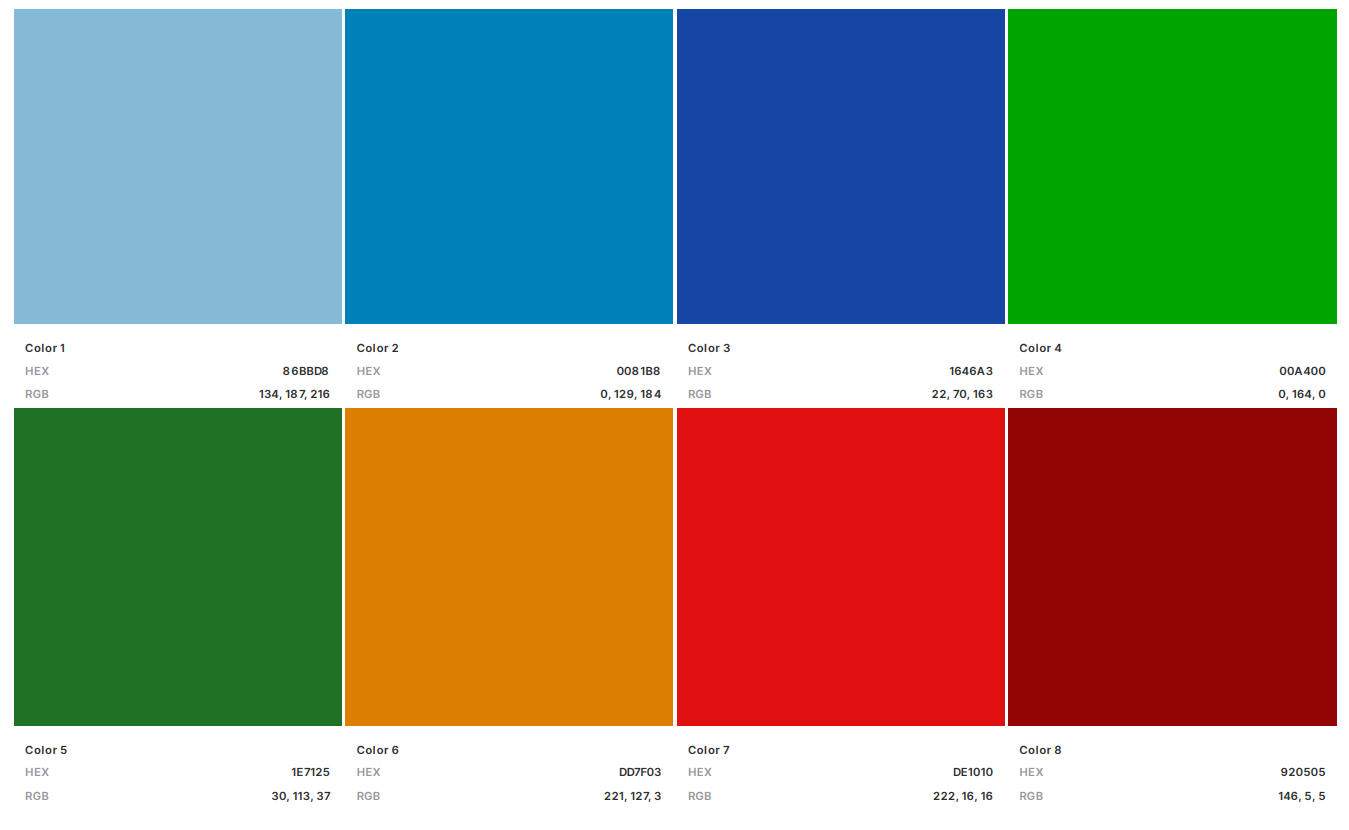 Color 1 Color 2 Color 3 Color 4
HEX 86BBD8 HEX 0081B8 HEX 1646A3 HEX 00A400
RGB 134, 187, 216 RGB 0, 129, 184 RGB 22, 70, 163 RGB 0, 164, 0
Color 5 Color 6 Color 7 Color 8
HEX 1E7125 HEX DD7F03 HEX DE1010 HEX 920505
RGB 30, 113, 37 RGB 221, 127, 3 RGB 222, 16, 16 RGB 146, 5, 5